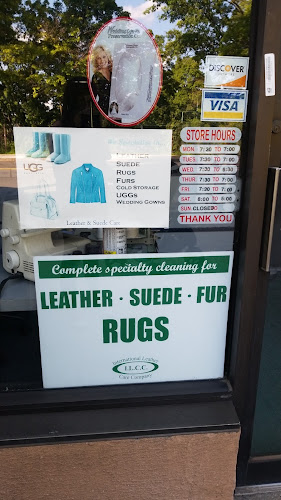 DISCOVER
VISA
STORE HOURS
MON. 7:30 TO 7:00
TUES. 7:30 TO 7:00
WED. 7:30 TO 6:30
THUR. 7:30 TO 7:00
FRI. 7:30 TO 7:00
SAT. 8:00 TO 6:00
SUN CLOSED
THANK YOU
UGG
LEATHER
SUEDE
RUGS
FURS
COLD STORAGE
UGGS
WEDDING GOWNS
Leather & Suede Care
Complete specialty cleaning for
LEATHER · SUEDE · FUR
RUGS
International Leather
I.L.C.C.
Care Company